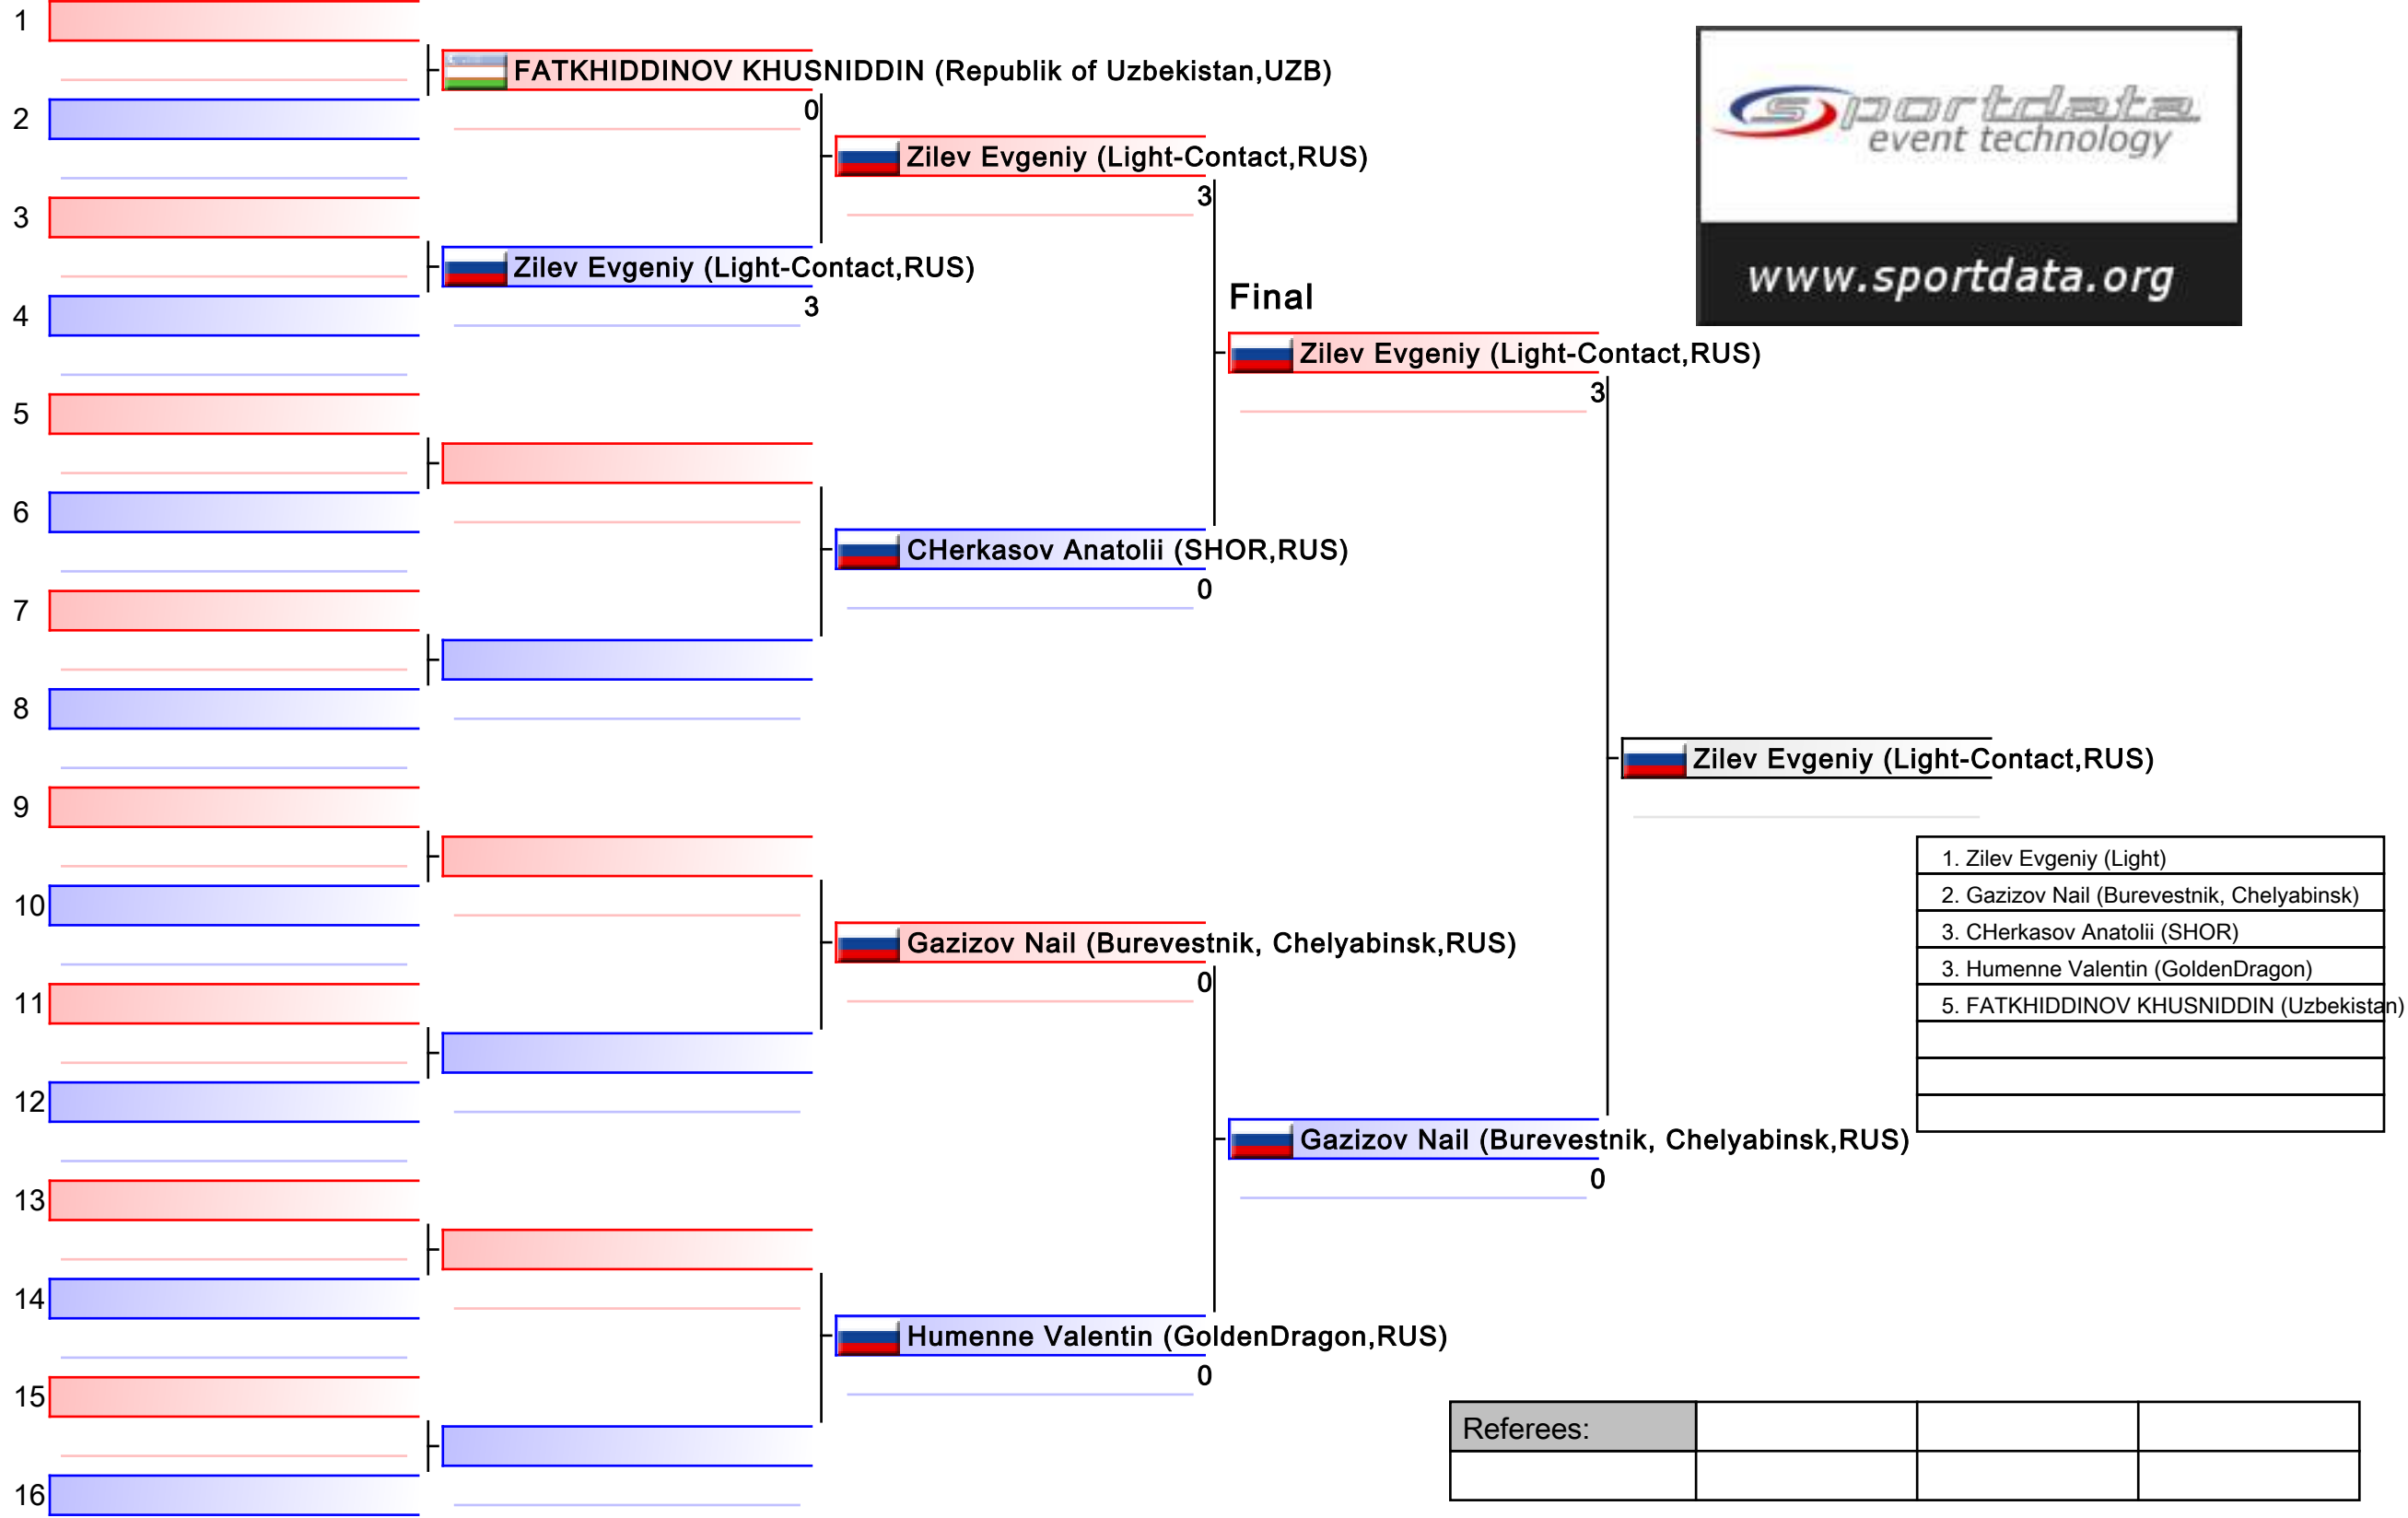 1
FATKHIDDINOV KHUSNIDDIN (Republik of Uzbekistan,UZB)
0
2
Zilev Evgeniy (Light-Contact,RUS)
3
3
Zilev Evgeniy (Light-Contact,RUS)
3
4
Final
Zilev Evgeniy (Light-Contact,RUS)
3
5
6
CHerkasov Anatolii (SHOR,RUS)
0
7
8
Zilev Evgeniy (Light-Contact,RUS)
9
10
Gazizov Nail (Burevestnik, Chelyabinsk,RUS)
0
11
12
Gazizov Nail (Burevestnik, Chelyabinsk,RUS)
0
13
14
Humenne Valentin (GoldenDragon,RUS)
0
15
16
sportdata
event technology
www.sportdata.org
1. Zilev Evgeniy (Light)
2. Gazizov Nail (Burevestnik, Chelyabinsk)
3. CHerkasov Anatolii (SHOR)
3. Humenne Valentin (GoldenDragon)
5. FATKHIDDINOV KHUSNIDDIN (Uzbekistan)
Referees: